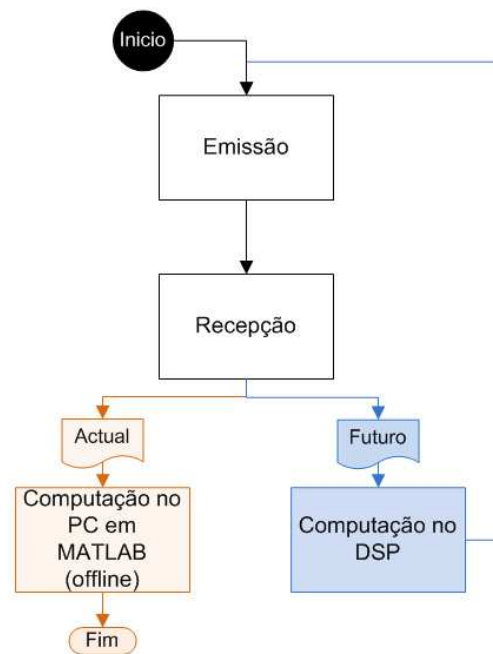 Inicio
Emissão
Recepção
Actual
Futuro
Computação no
PC em
MATLAB
(offline)
Computação no
DSP
Fim